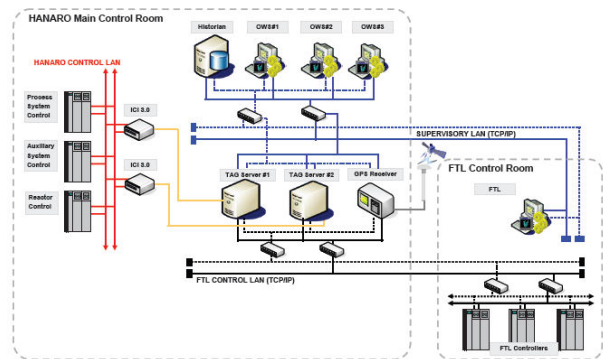 HANARO Main Control Room
Historian
OWS#1
OWS#2
OWS#3
HANARO CONTROL LAN
Process
System
Control
ICI 3.0
Auxiliary
System
Control
ICI 3.0
Reactor
Control
SUPERVISORY LAN (TCP/IP)
TAG Server #1
TAG Server #2
GPS Receiver
FTL Control Room
FTL
FTL CONTROL LAN (TCP/IP)
FTL Controllers